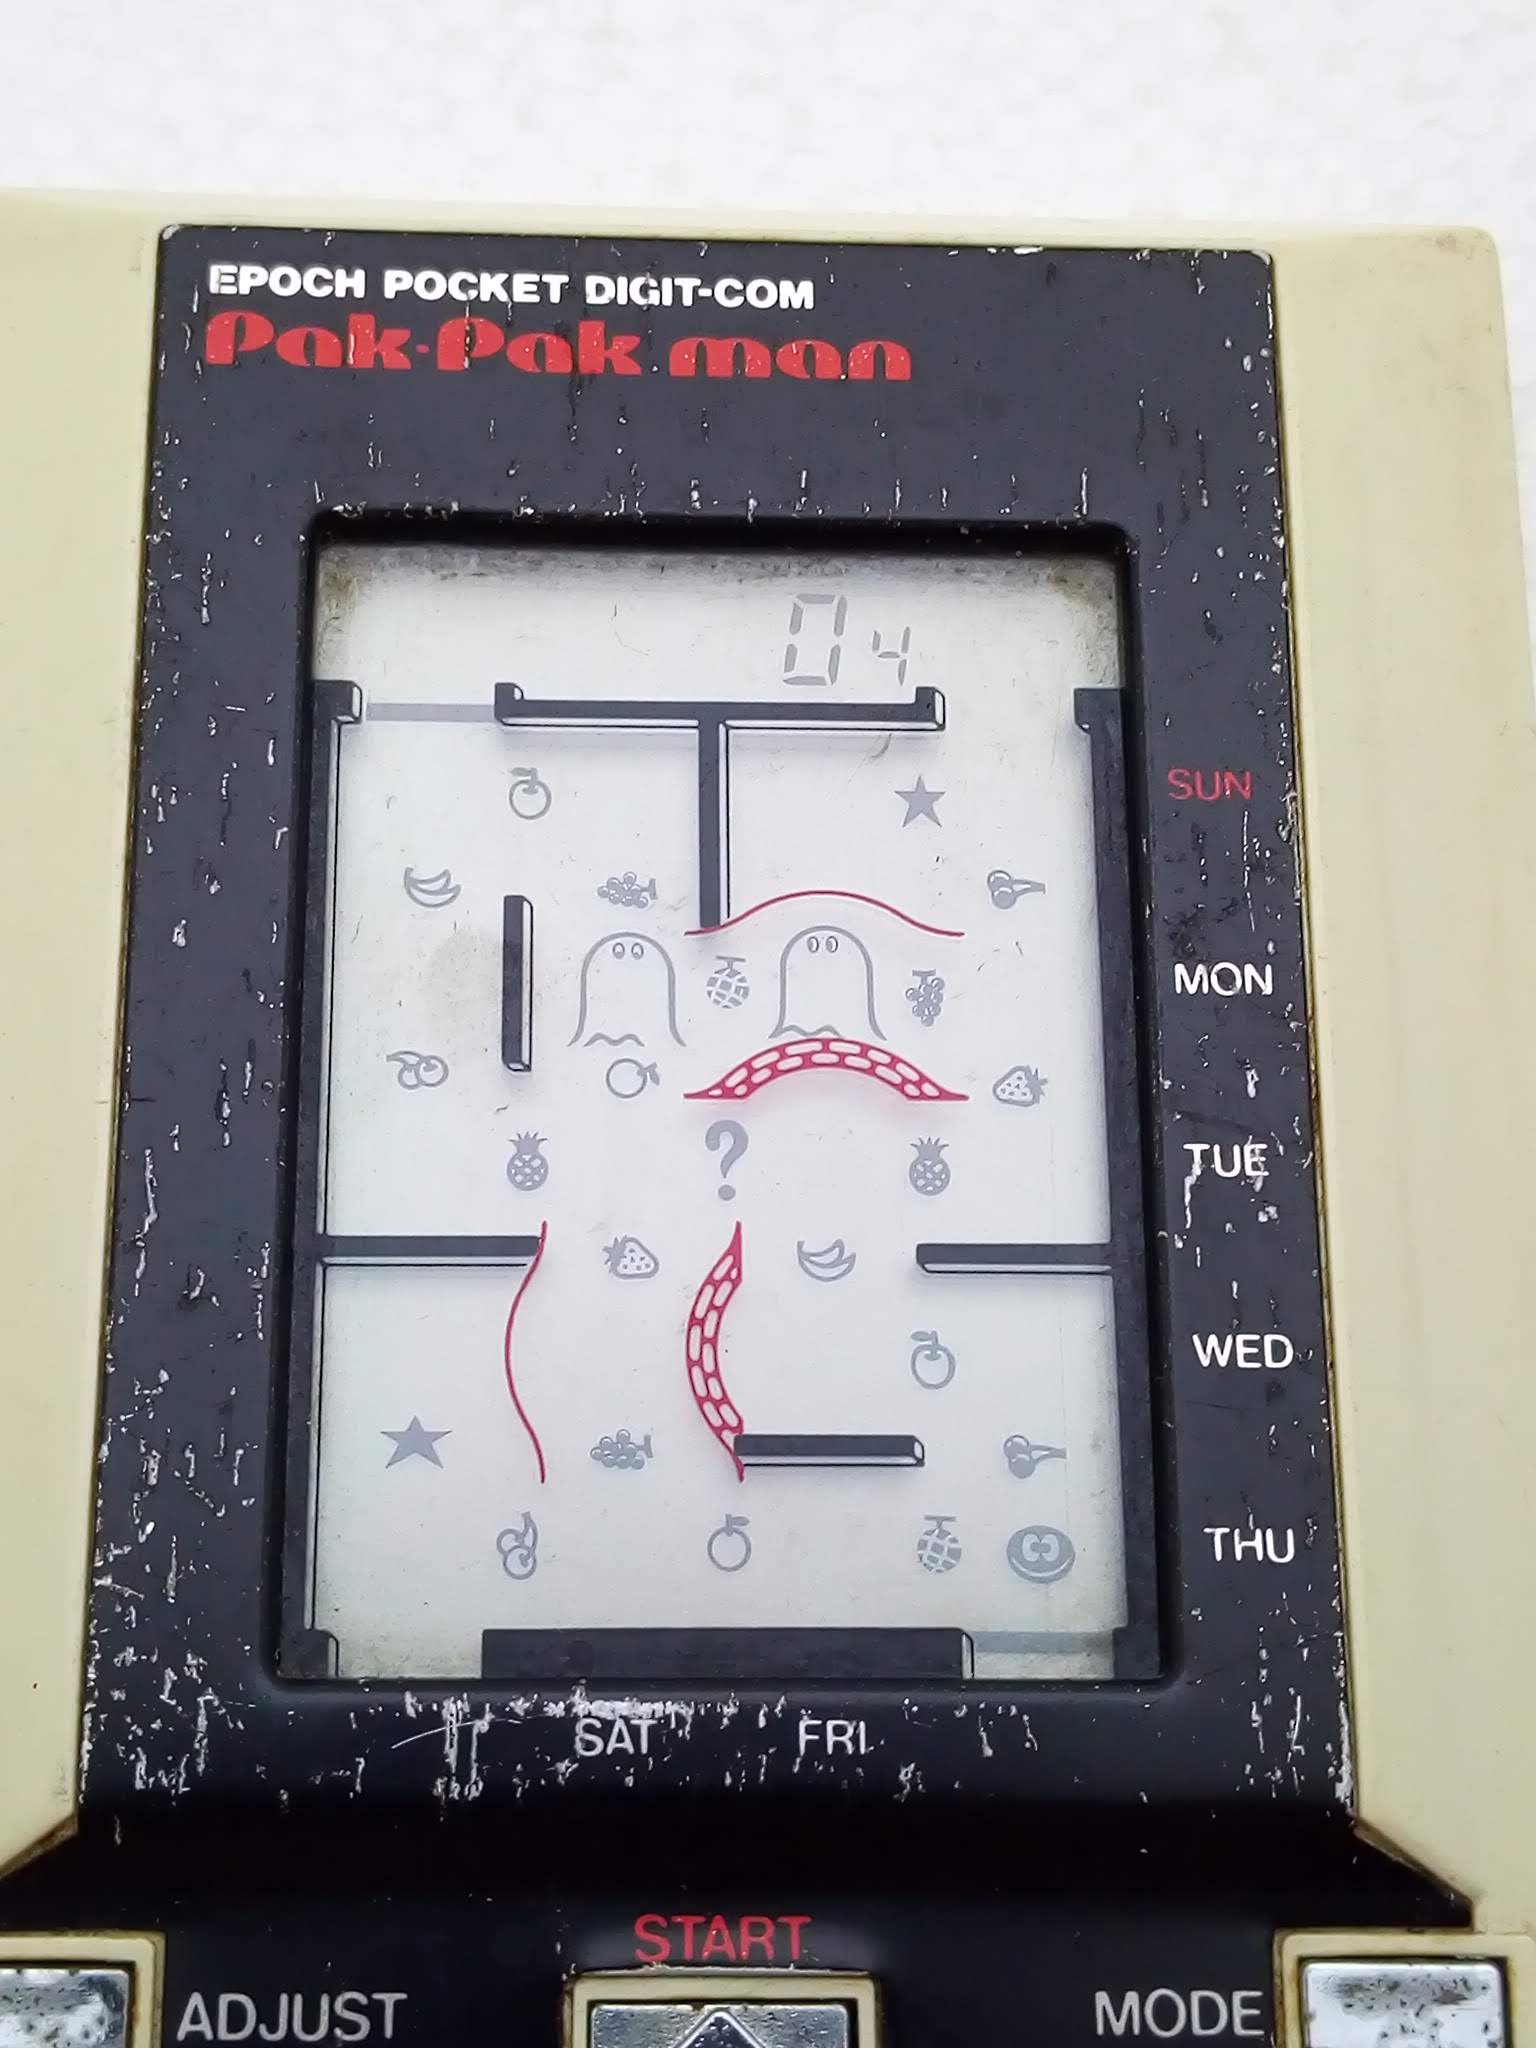 EPOCH POCKET DIGIT-COM
Pak·Pak man
04
SUN
MON
?
TUE
WED
THU
SAT FRI
START
ADJUST MODE